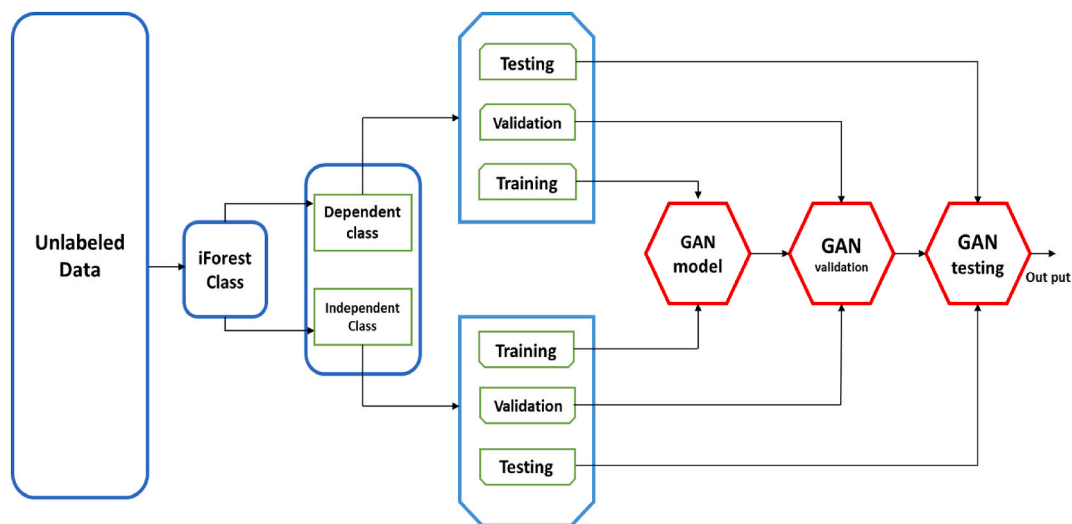 Unlabeled
Data
iForest
Class
Dependent
class
Independent
Class
Testing
Validation
Training
Training
Validation
Testing
GAN
model
GAN
validation
GAN
testing
Out put